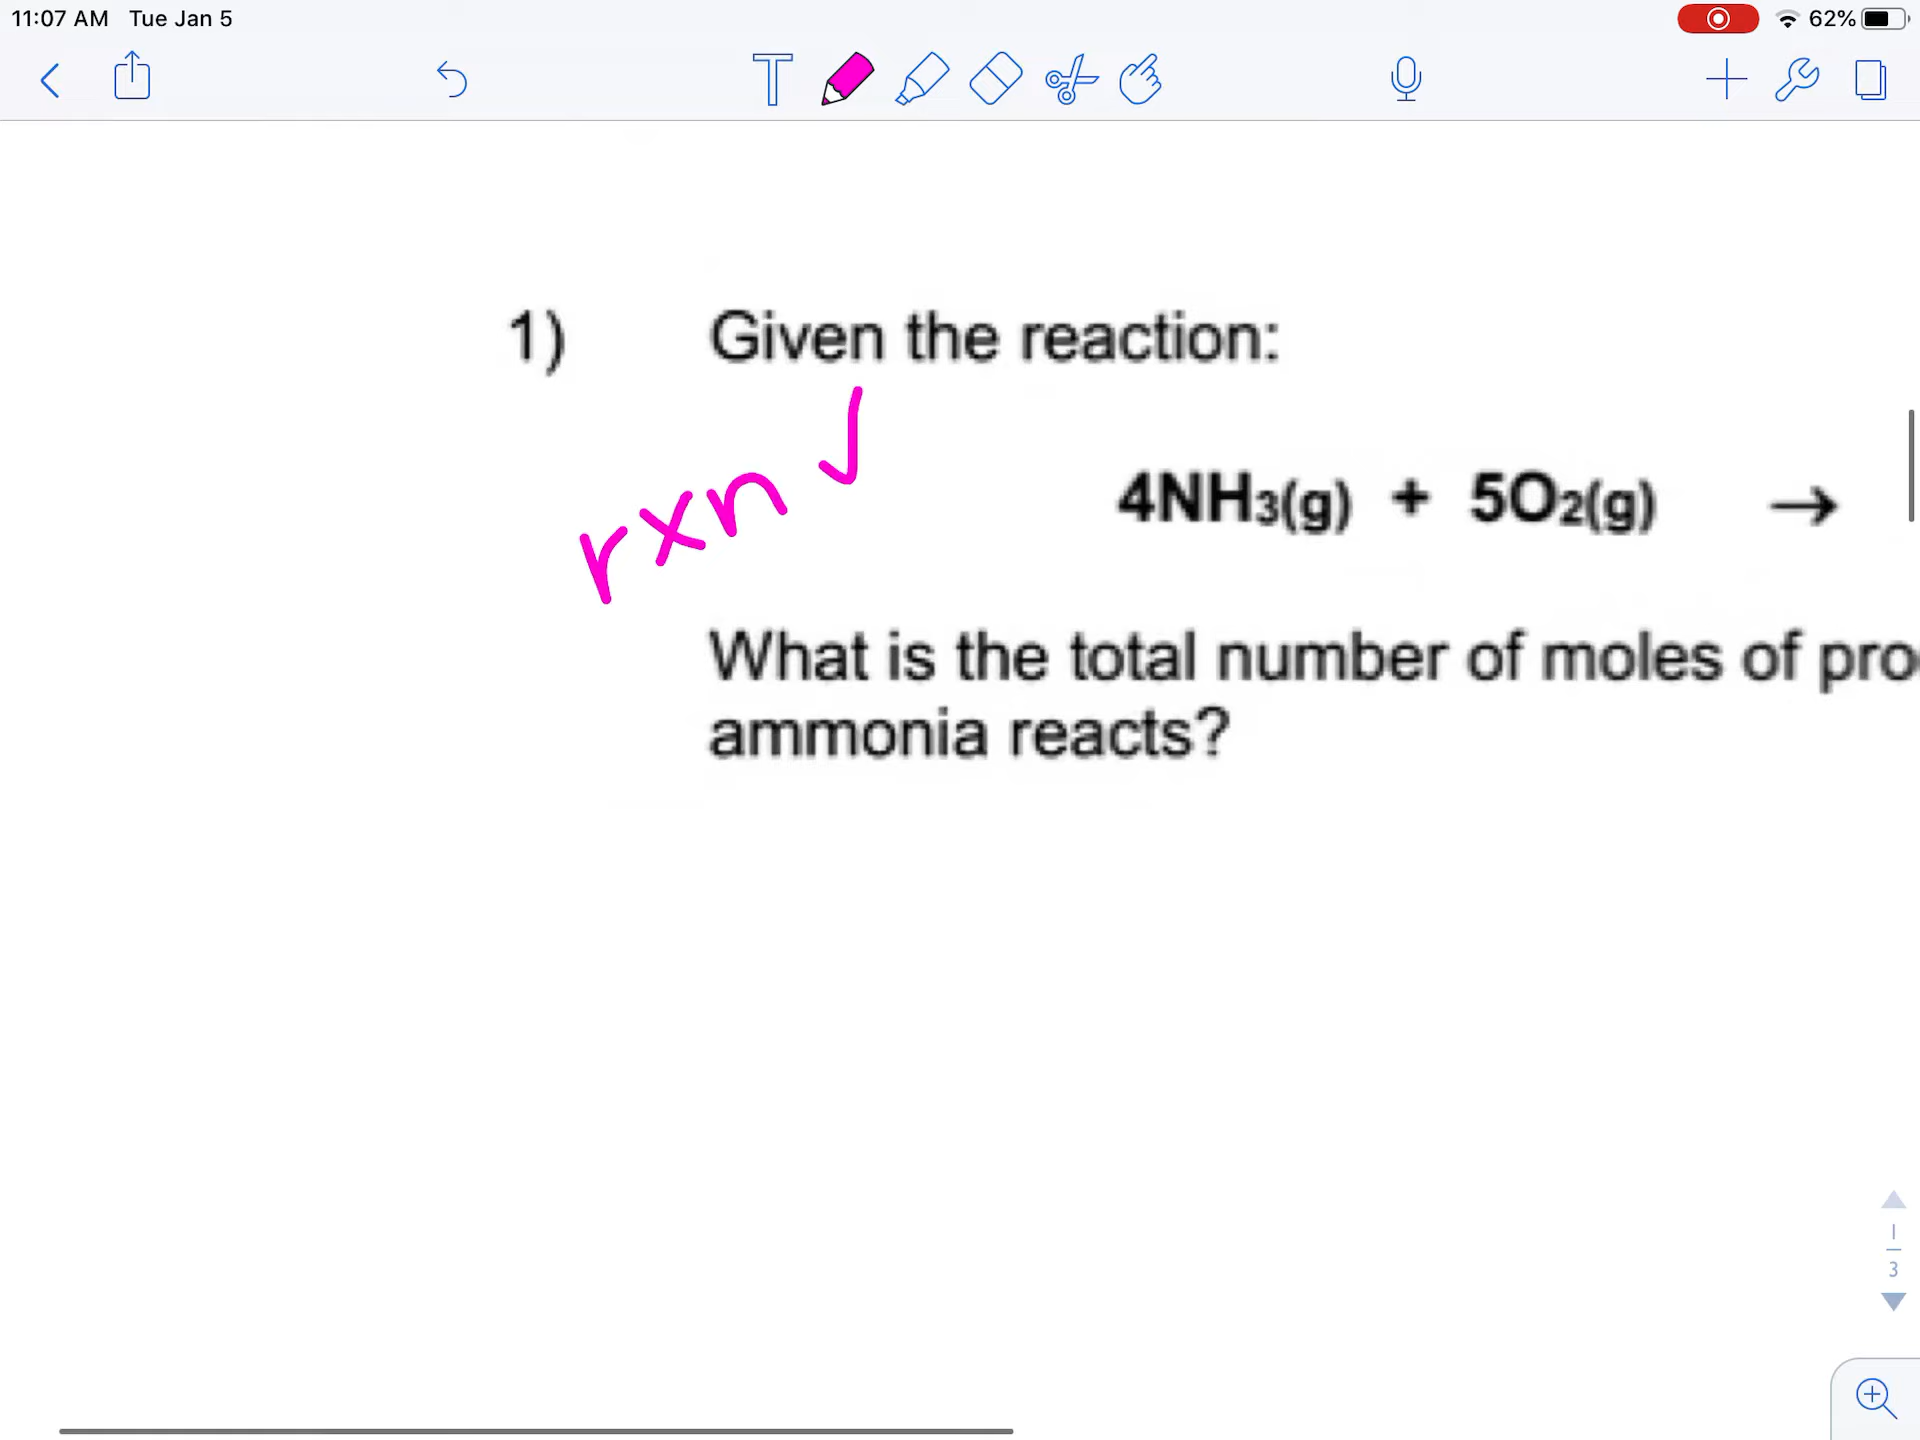 11:07 AM Tue Jan 5
62%
T
1) Given the reaction:
rxn ✓
4NH3(g) + 5O2(g) →
What is the total number of moles of pro
ammonia reacts?
1
3